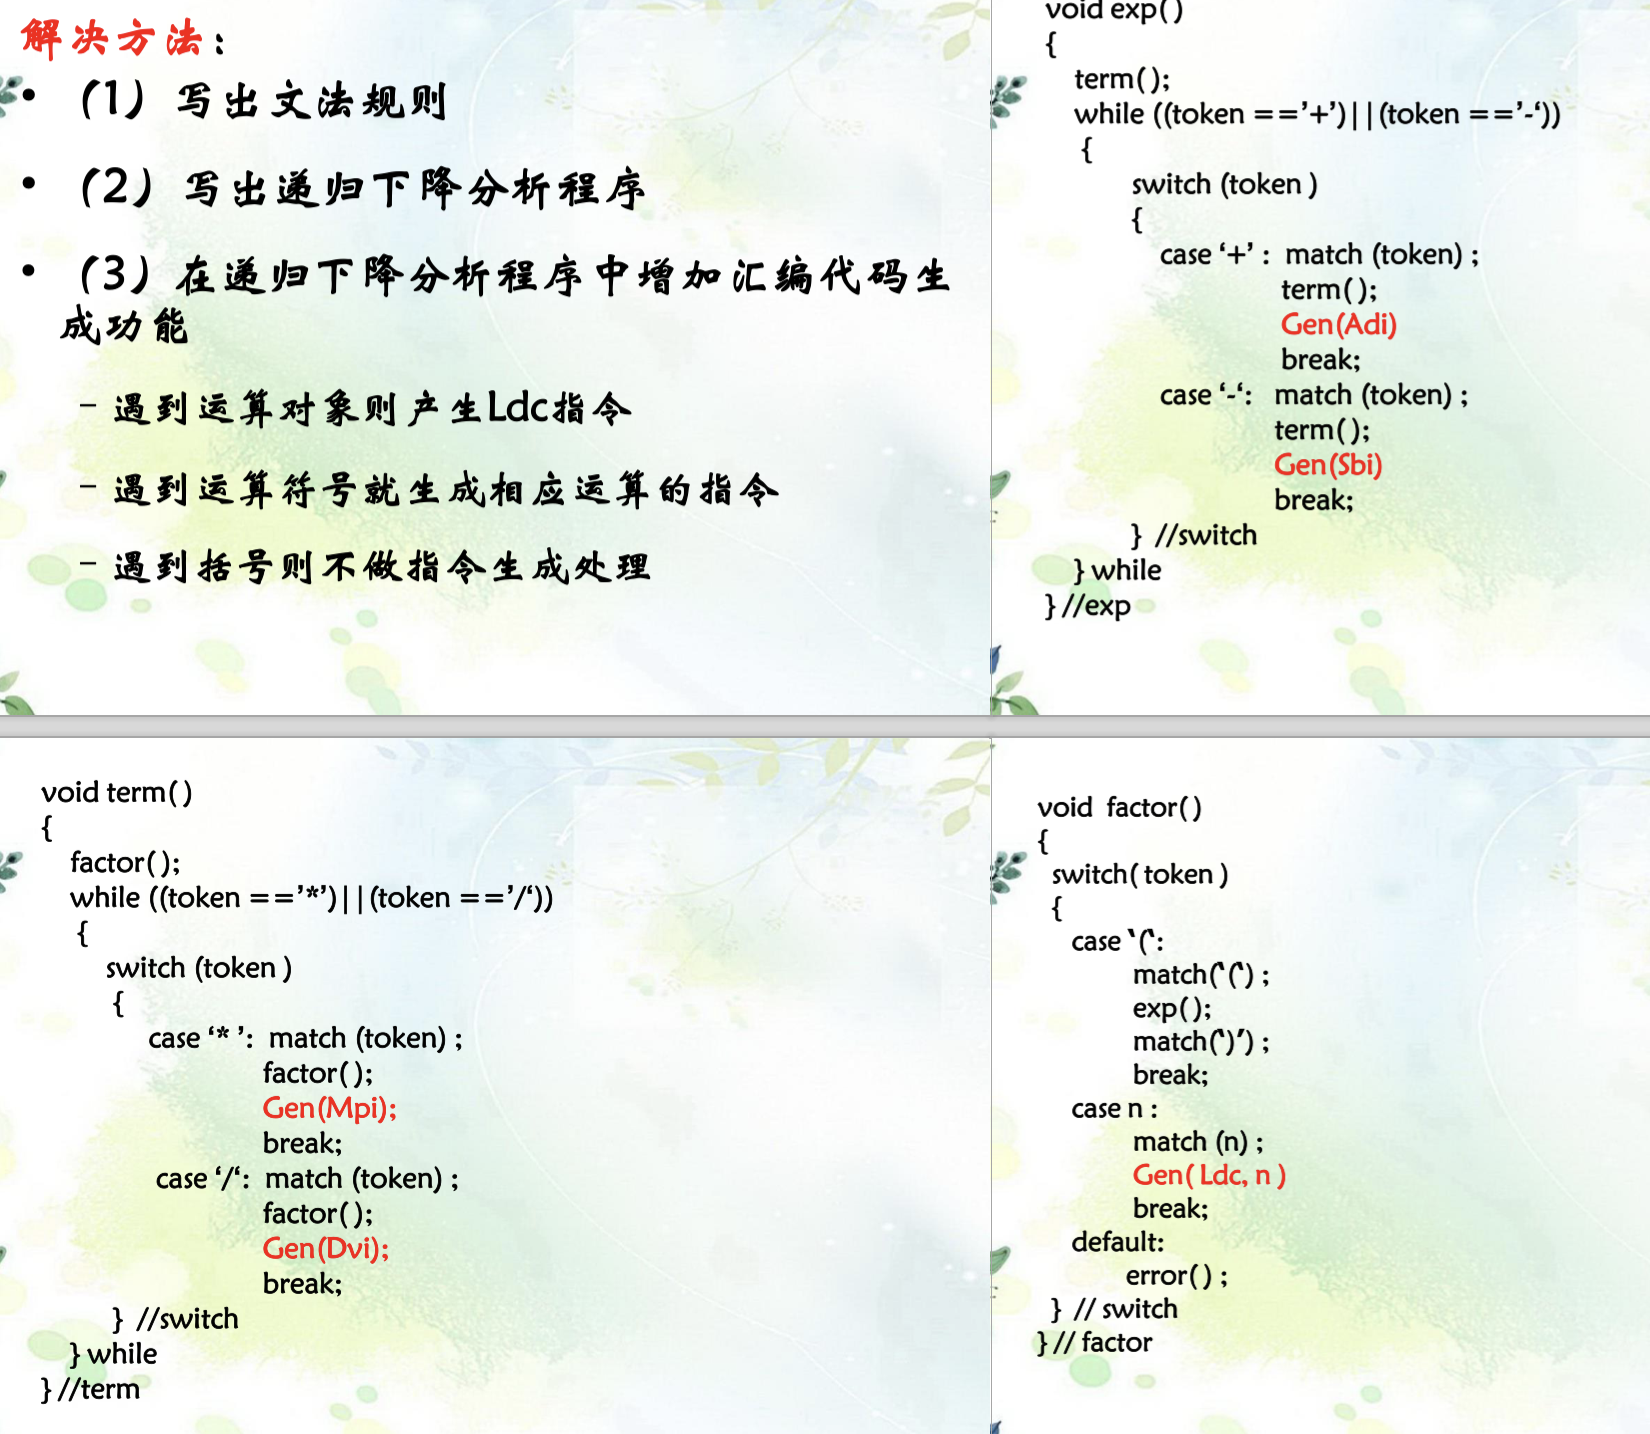 解决方法：
• （1）写出文法规则
• （2）写出递归下降分析程序
• （3）在递归下降分析程序中增加汇编代码生
成功能
– 遇到运算对象则产生Ldc指令
– 遇到运算符号就生成相应运算的指令
– 遇到括号则不做指令生成处理
void exp( )
{
term( );
while ((token ==’+’)||(token ==’-‘))
{
switch (token )
{
case ‘+’ : match (token) ;
term( );
Gen(Adi)
break;
case ‘-‘: match (token) ;
term( );
Gen(Sbi)
break;
} //switch
} while
} //exp
void term( )
{
factor( );
while ((token ==’*’)||(token ==’/‘))
{
switch (token )
{
case ‘* ’: match (token) ;
factor( );
Gen(Mpi);
break;
case ‘/‘: match (token) ;
factor( );
Gen(Dvi);
break;
} //switch
} while
} //term
void factor( )
{
switch( token )
{
case ‘(‘:
match(‘(‘) ;
exp( );
match(‘)’) ;
break;
case n :
match (n) ;
Gen( Ldc, n )
break;
default:
error( ) ;
} // switch
} // factor